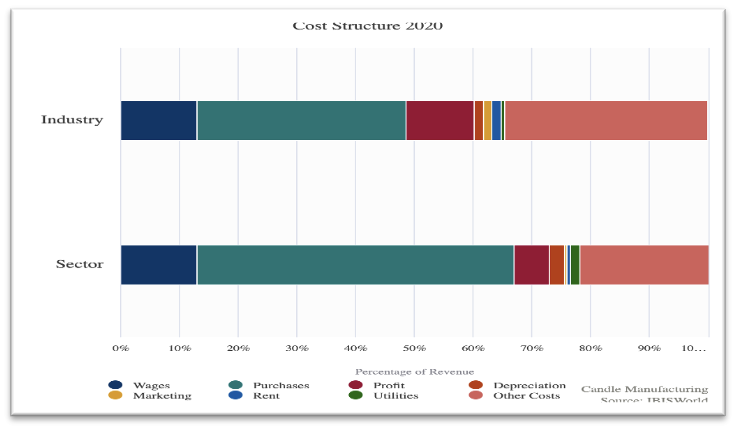 Cost Structure 2020
Industry
Sector
0% 10% 20% 30% 40% 50% 60% 70% 80% 90% 10...
Percentage of Revenue
Wages Purchases Profit Depreciation
Marketing Rent Utilities Other Costs
Candle Manufacturing
Source: IBISWorld